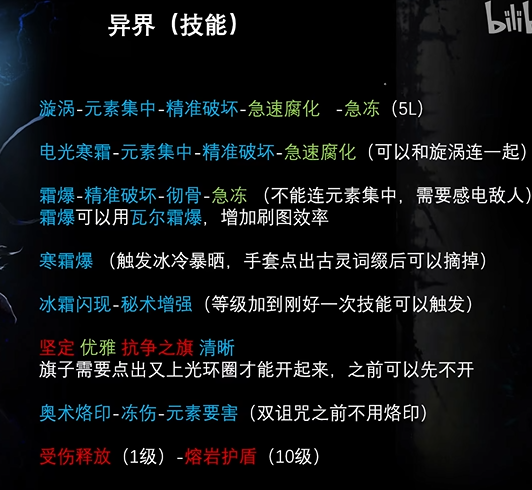 异界（技能）
漩涡-元素集中-精准破坏-急速腐化 -急冻（5L）
电光寒霜-元素集中-精准破坏-急速腐化（可以和旋涡连一起）
霜爆-精准破坏-彻骨-急冻 （不能连元素集中，需要感电敌人）
霜爆可以用瓦尔霜爆，增加刷图效率
寒霜爆 （触发冰冷暴晒，手套点出古灵词缀后可以摘掉）
冰霜闪现-秘术增强（等级加到刚好一次技能可以触发）
坚定 优雅 抗争之旗 清晰
旗子需要点出又上光环圈才能开起来，之前可以先不开
奥术烙印-冻伤-元素要害（双诅咒之前不用烙印）
受伤释放（1级）-熔岩护盾（10级）